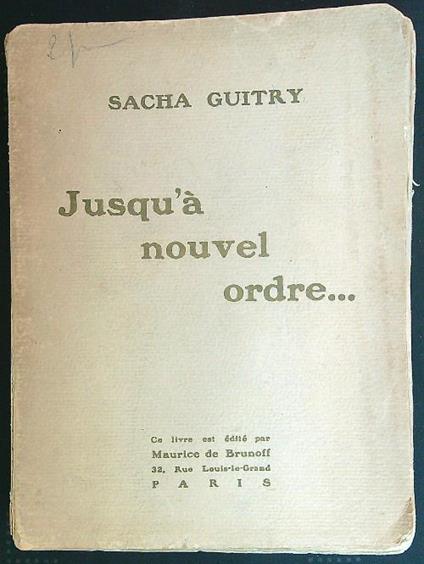 SACHA GUITRY
Jusqu'à
nouvel
ordre...
Ce livre est édité par
Maurice de Brunoff
32, Rue Louis-le-Grand
PARIS